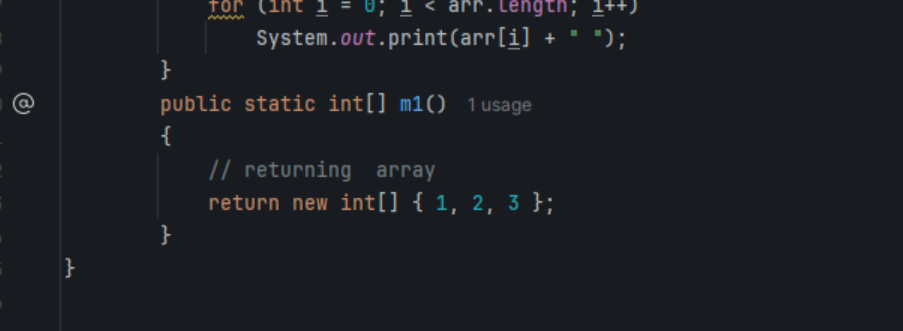 for (int i = 0; i < arr.length; i++)
System.out.print(arr[i] + " ");
}
@ public static int[] m1() 1 usage
{
// returning  array
return new int[] { 1, 2, 3 };
}
}